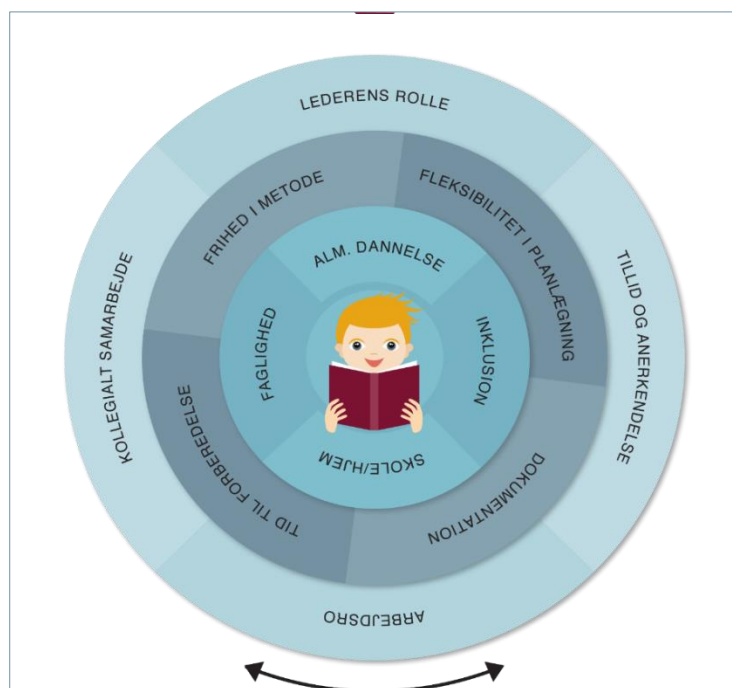 LEDERENS ROLLE
TILLID OG ANERKENDELSE
ARBEJDSRO
KOLLEGIALT SAMARBEJDE
FRIHED I METODE
FLEKSIBILITET I PLANLÆGNING
DOKUMENTATION
TID TIL FORBEREDELSE
ALM. DANNELSE
INKLUSION
SKOLE/HJEM
FAGLIGHED